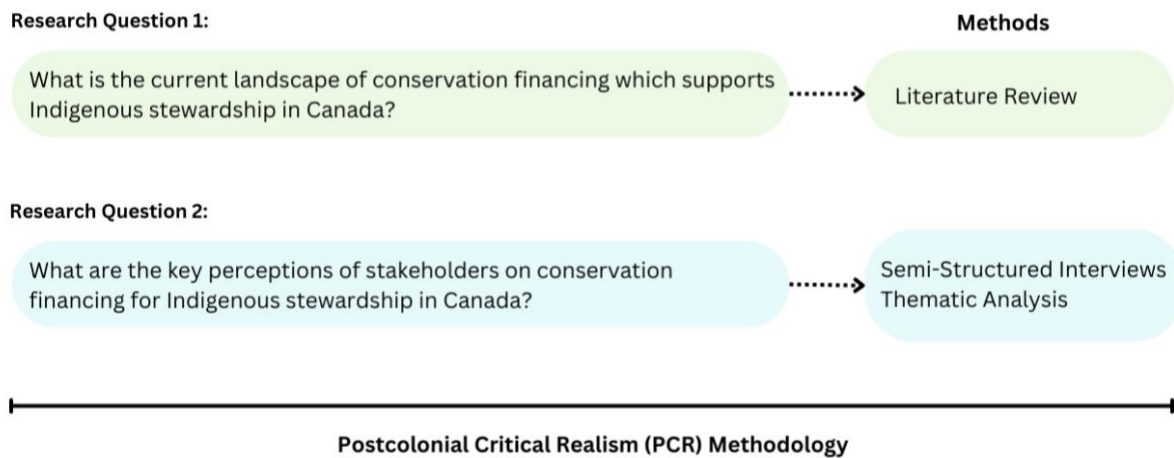 Research Question 1:
Methods
What is the current landscape of conservation financing which supports
Indigenous stewardship in Canada?
Literature Review
Research Question 2:
What are the key perceptions of stakeholders on conservation
financing for Indigenous stewardship in Canada?
Semi-Structured Interviews
Thematic Analysis
Postcolonial Critical Realism (PCR) Methodology